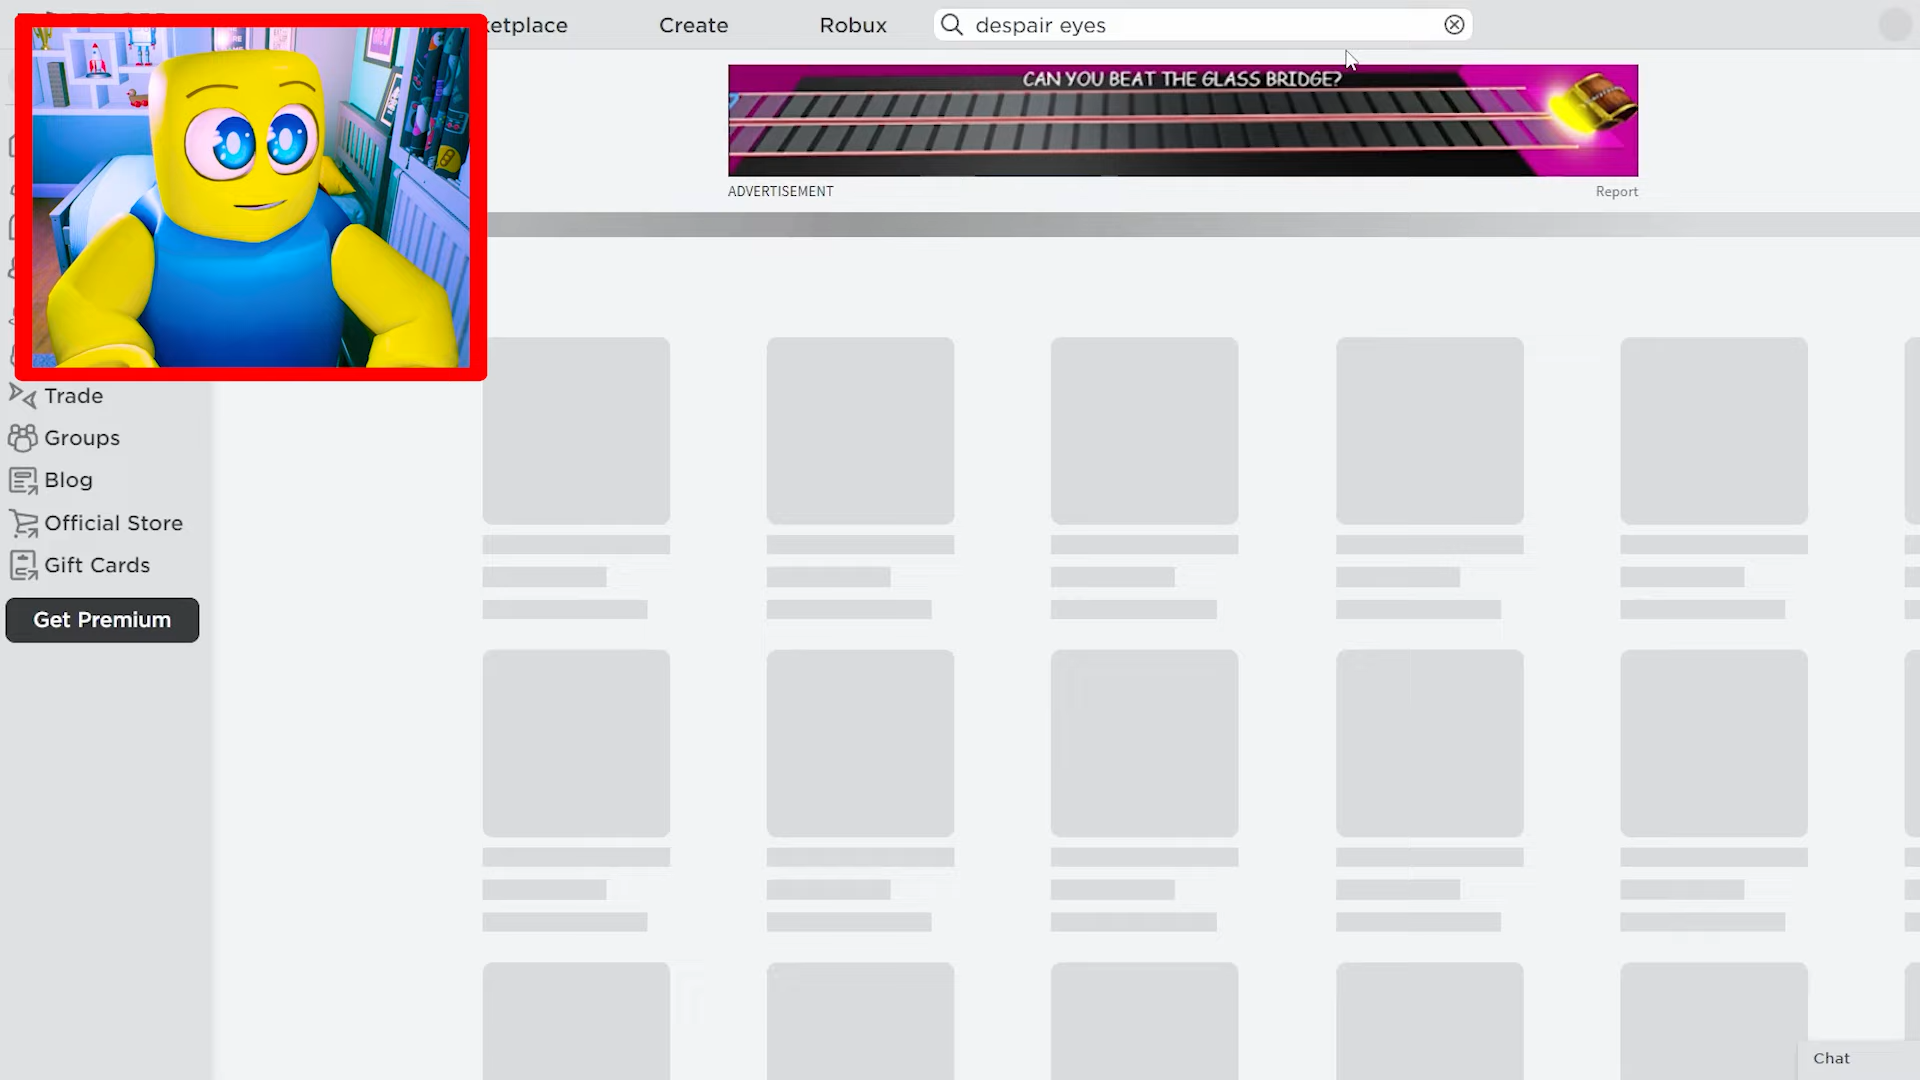 ketplace
Create
Robux
despair eyes
CAN YOU BEAT THE GLASS BRIDGE?
ADVERTISEMENT
Report
Trade
Groups
Blog
Official Store
Gift Cards
Get Premium
Chat